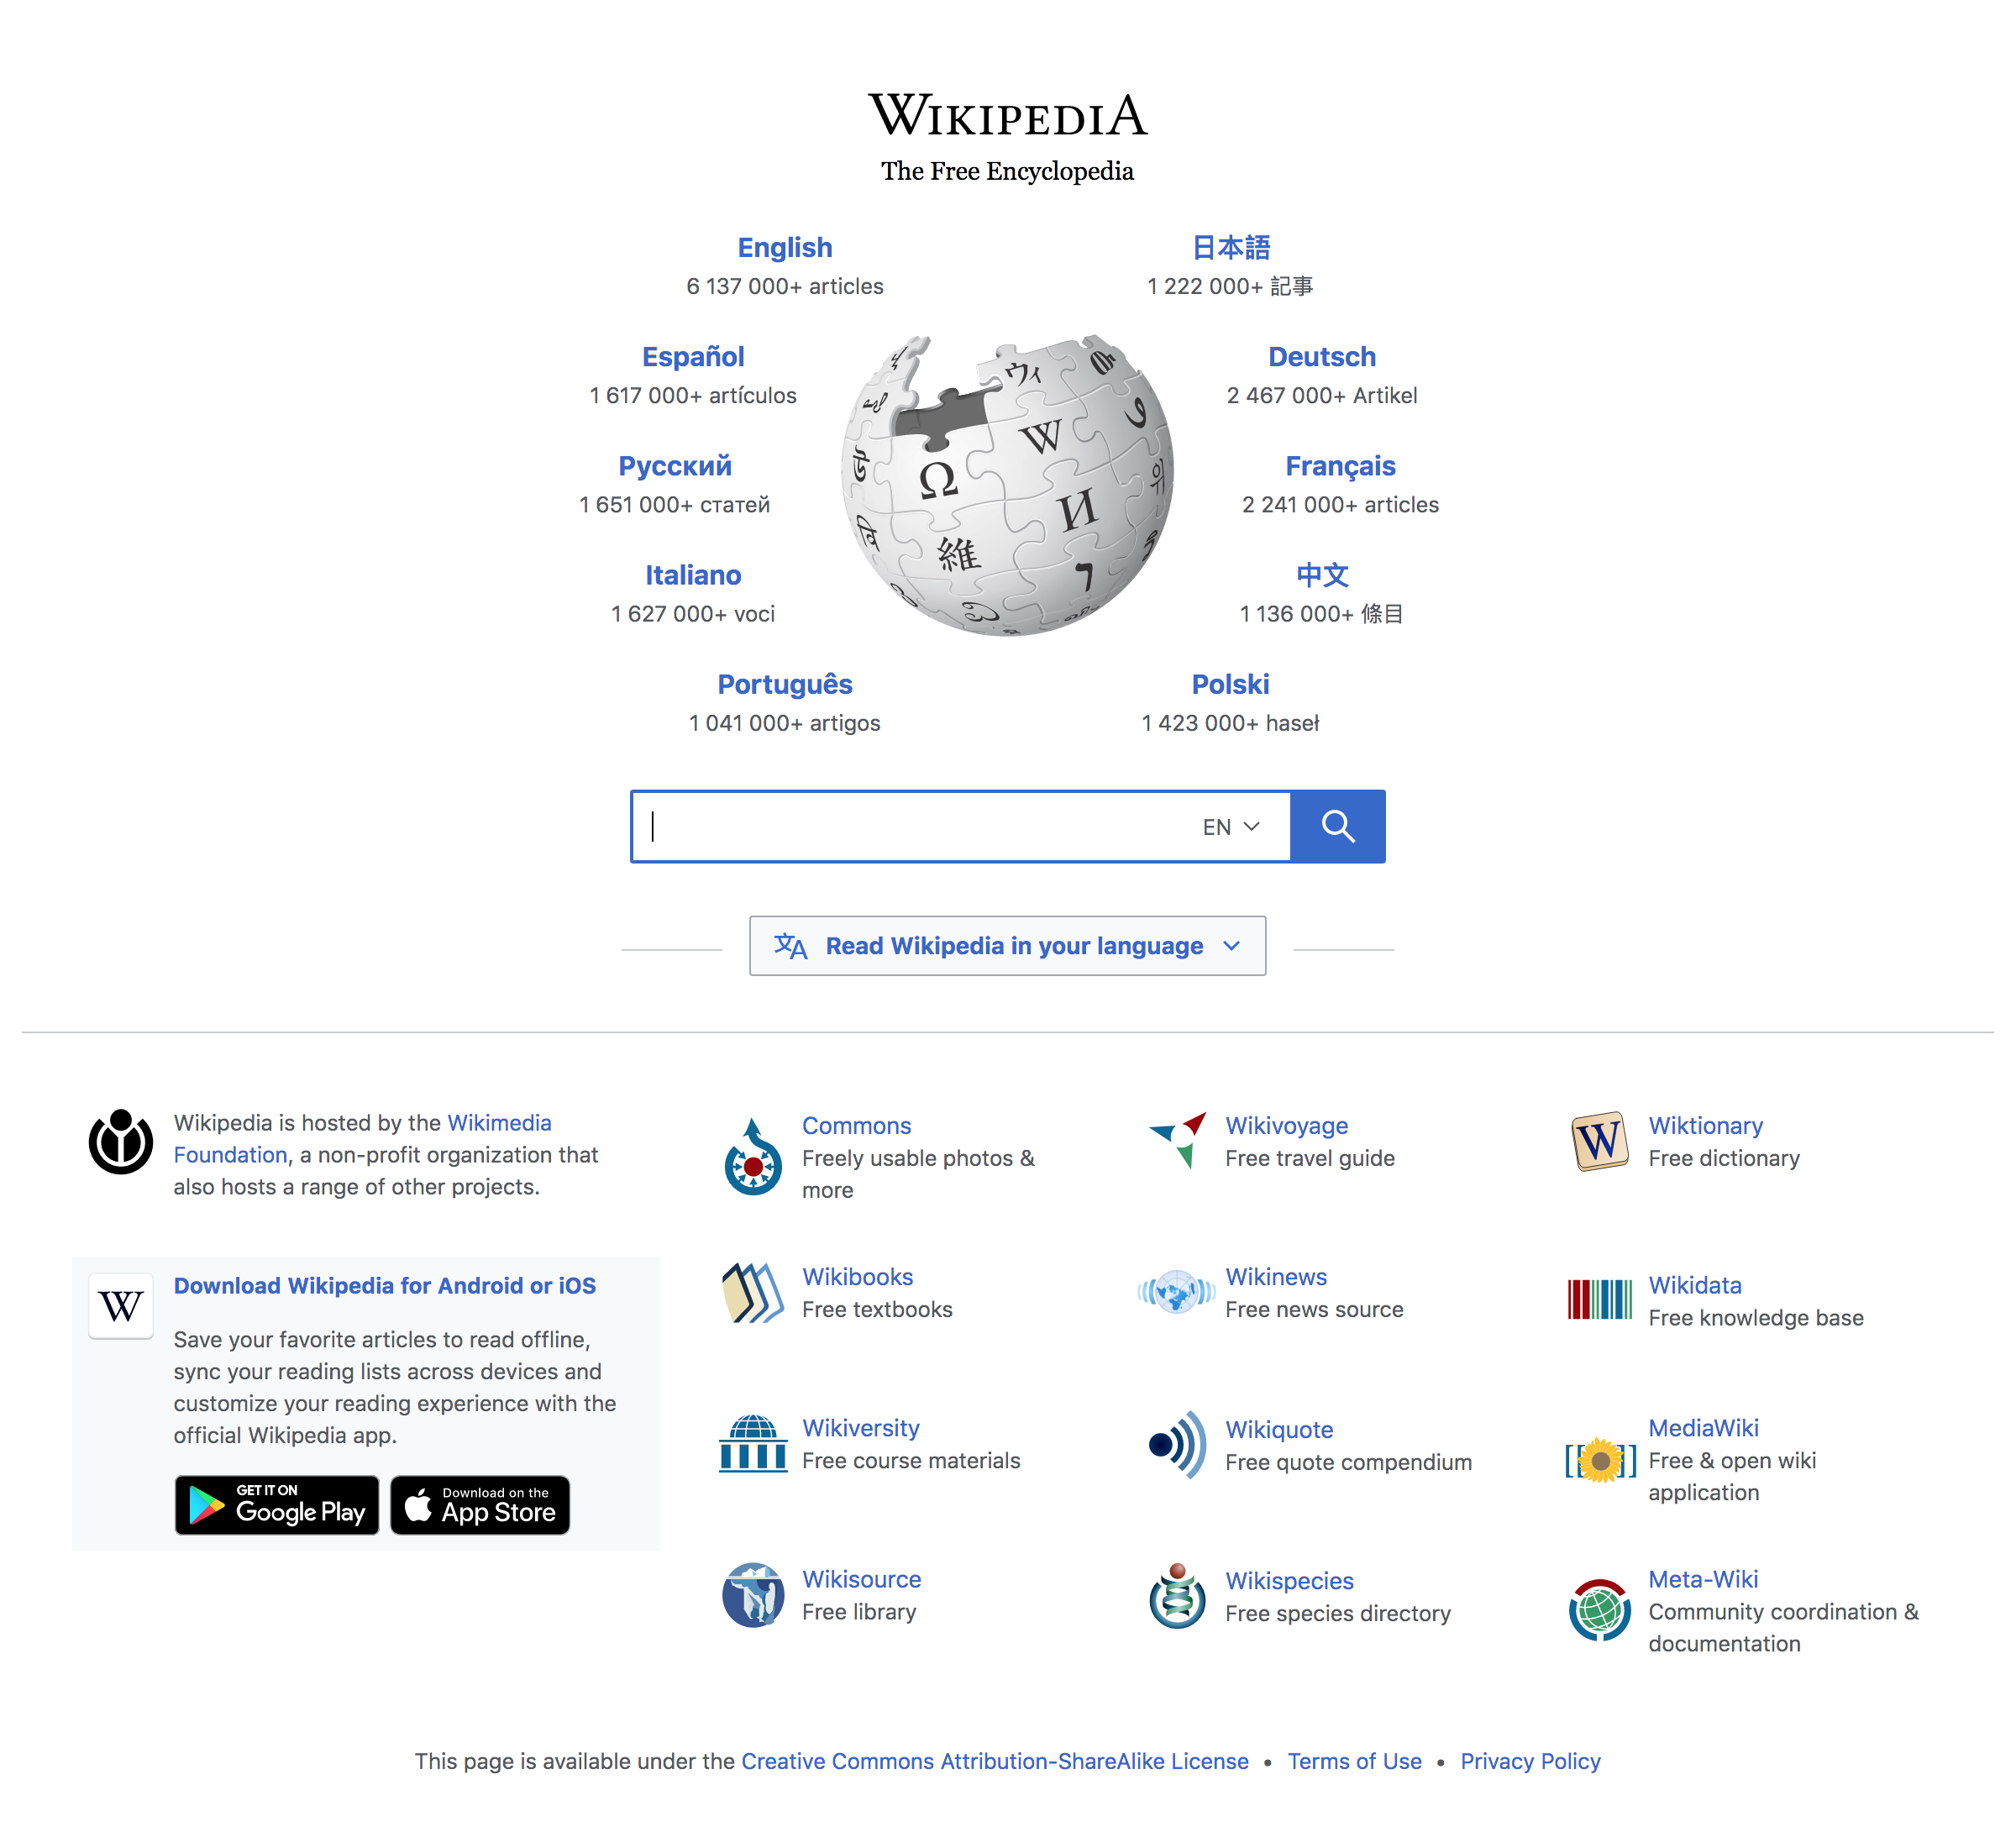 WIKIPEDIA
The Free Encyclopedia
English
6 137 000+ articles
日本語
1 222 000+ 記事
Español
1 617 000+ artículos
Deutsch
2 467 000+ Artikel
Русский
1 651 000+ статей
Français
2 241 000+ articles
Italiano
1 627 000+ voci
中文
1 136 000+ 條目
Português
1 041 000+ artigos
Polski
1 423 000+ haseł
ウィ
W
Ω
И
維
EN
Read Wikipedia in your language
Wikipedia is hosted by the Wikimedia
Foundation, a non-profit organization that
also hosts a range of other projects.
W
Download Wikipedia for Android or iOS
Save your favorite articles to read offline,
sync your reading lists across devices and
customize your reading experience with the
official Wikipedia app.
GET IT ON
Google Play
Download on the
App Store
Commons
Freely usable photos &
more
Wikivoyage
Free travel guide
W
Wiktionary
Free dictionary
Wikibooks
Free textbooks
Wikinews
Free news source
Wikidata
Free knowledge base
Wikiversity
Free course materials
Wikiquote
Free quote compendium
MediaWiki
Free & open wiki
application
Wikisource
Free library
Wikispecies
Free species directory
Meta-Wiki
Community coordination &
documentation
This page is available under the Creative Commons Attribution-ShareAlike License • Terms of Use • Privacy Policy